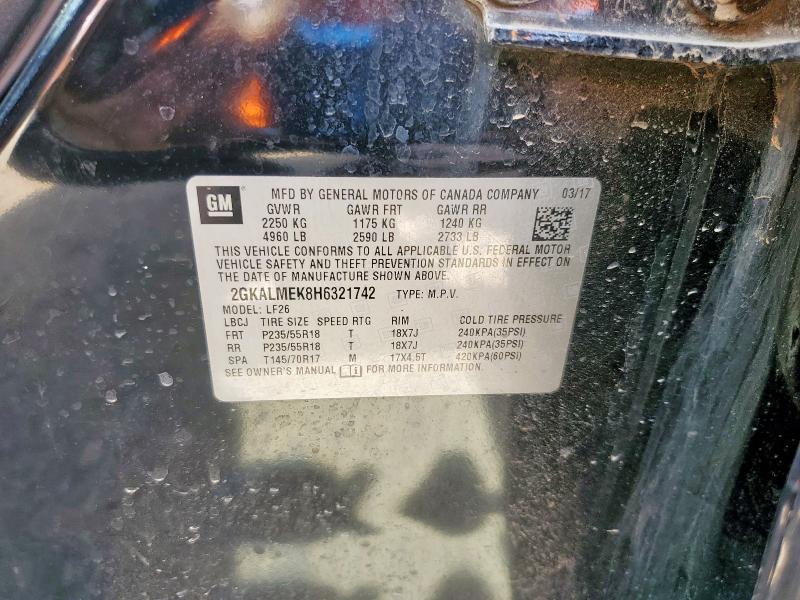 GM
MFD BY GENERAL MOTORS OF CANADA COMPANY 03/17
GVWR GAWR FRT GAWR RR
2250 KG 1175 KG 1240 KG
4960 LB 2590 LB 2733 LB
THIS VEHICLE CONFORMS TO ALL APPLICABLE U.S. FEDERAL MOTOR
VEHICLE SAFETY AND THEFT PREVENTION STANDARDS IN EFFECT ON
THE DATE OF MANUFACTURE SHOWN ABOVE.
2GKALMEK8H6321742 TYPE: M.P.V.
MODEL: LF26
LBCJ TIRE SIZE SPEED RTG RIM COLD TIRE PRESSURE
FRT P235/55R18 T 18X7J 240KPA(35PSI)
RR P235/55R18 T 18X7J 240KPA(35PSI)
SPA T145/70R17 M 17X4.5T 420KPA(60PSI)
SEE OWNER'S MANUAL FOR MORE INFORMATION.